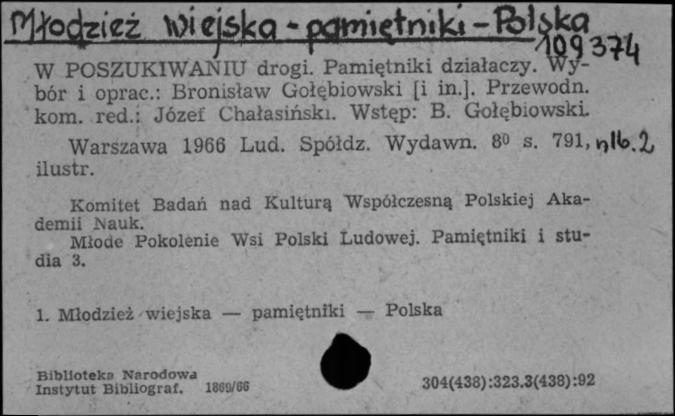 Młodzież wiejska - pamiętniki - Polska
109374
W POSZUKIWANIU drogi. Pamiętniki działaczy. Wy-
bór i oprac.: Bronisław Gołębiowski [i in.]. Przewodn.
kom. red.: Józef Chałasiński. Wstęp: B. Gołębiowski.
Warszawa 1966 Lud. Spółdz. Wydawn. 8⁰ s. 791, nlb. 2
ilustr.
Komitet Badań nad Kulturą Współczesną Polskiej Aka-
demii Nauk.
Młode Pokolenie Wsi Polski Ludowej. Pamiętniki i stu-
dia 3.
1. Młodzież wiejska — pamiętniki — Polska
Biblioteka Narodowa
Instytut Bibliograf. 1869/66
304(438):323.3(438):92